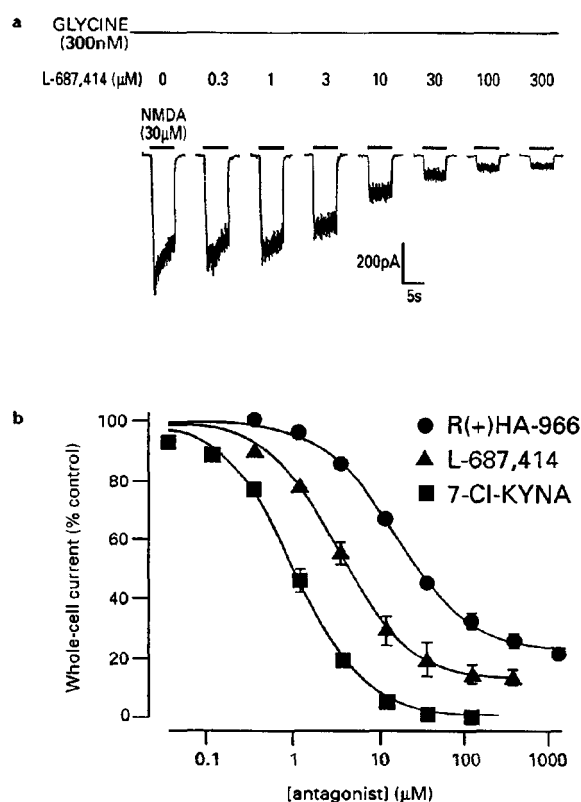 a
GLYCINE
(300nM)
L-687,414 (μM) 0 0.3 1 3 10 30 100 300
NMDA
(30μM)
200pA
5s
b
100
80
60
40
20
0
Whole-cell current (% control)
R(+)HA-966
L-687,414
7-Cl-KYNA
0.1 1 10 100 1000
[antagonist] (μM)